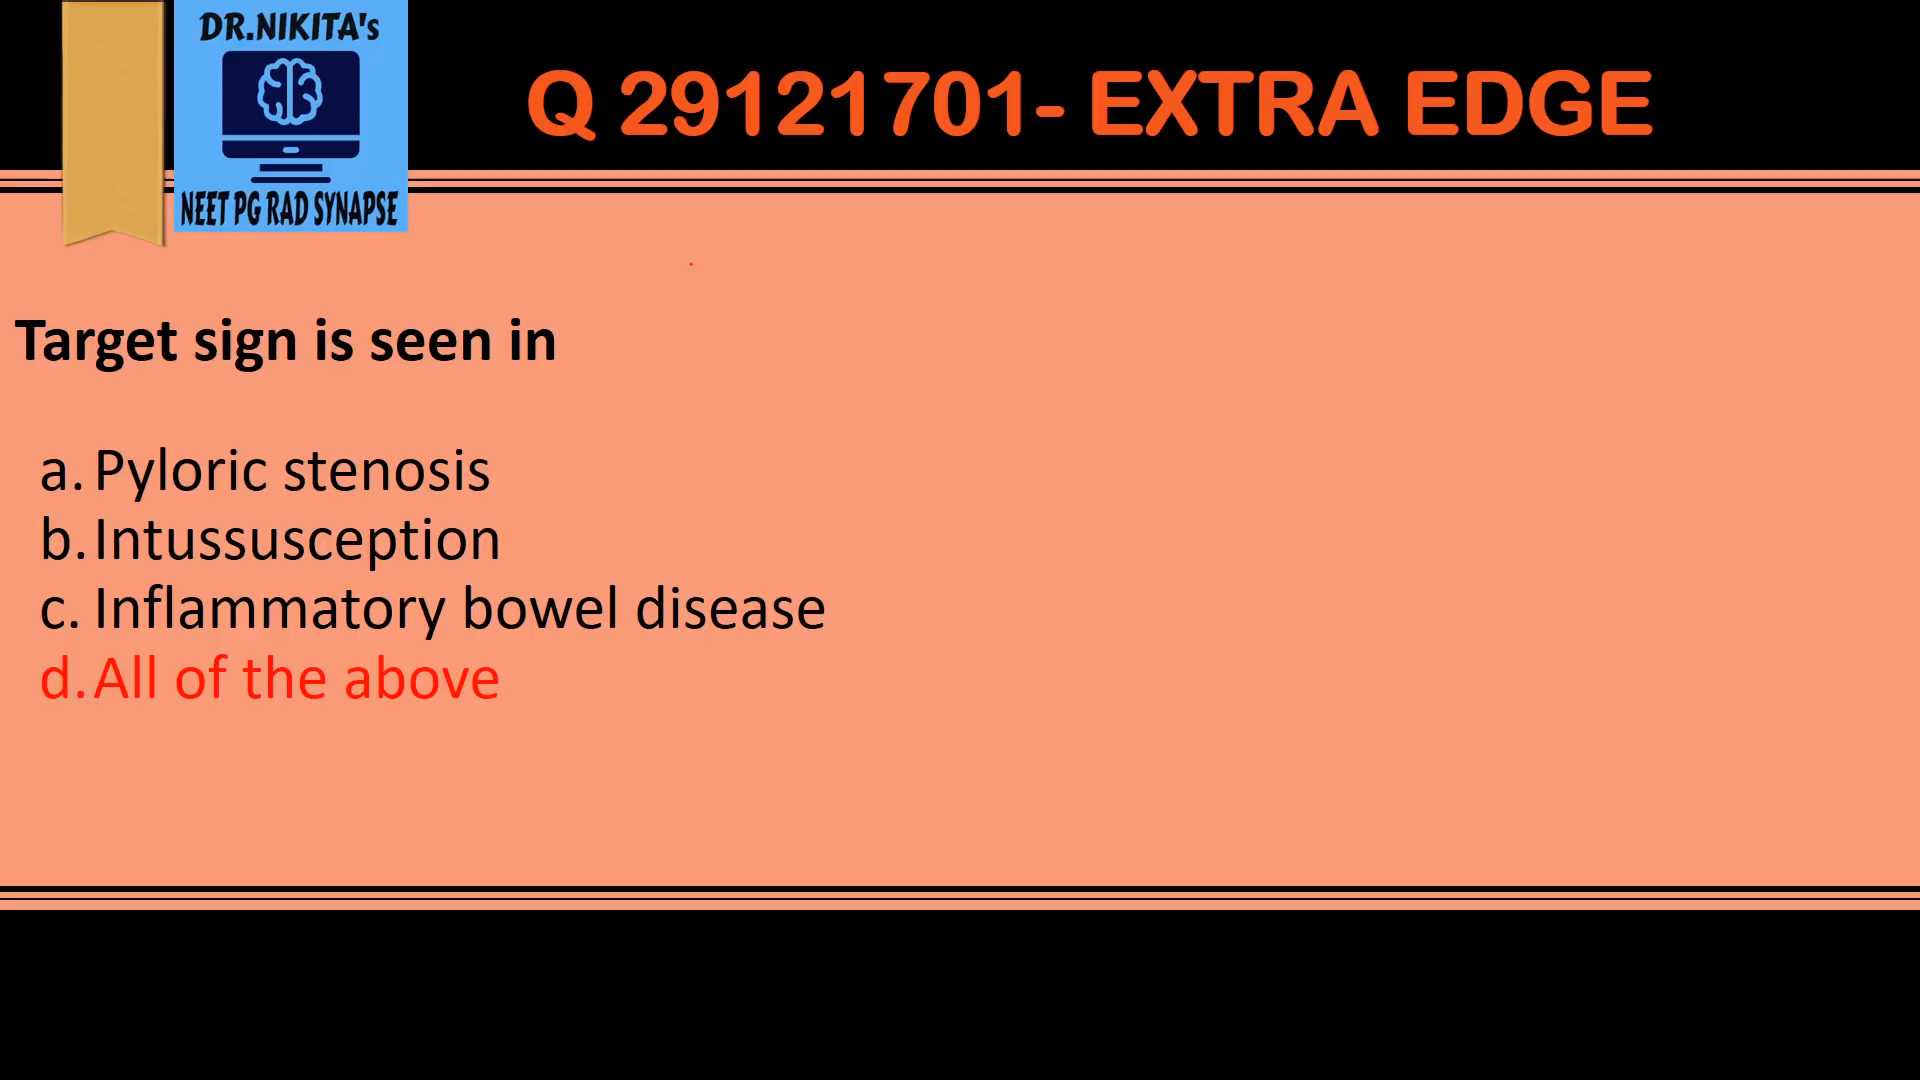 DR.NIKITA's
NEET PG RAD SYNAPSE
Q 29121701- EXTRA EDGE
Target sign is seen in
a. Pyloric stenosis
b. Intussusception
c. Inflammatory bowel disease
d. All of the above